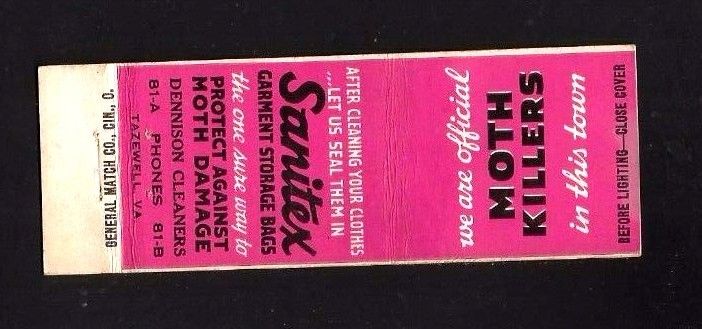 we are official
MOTH
KILLERS
in this town
BEFORE LIGHTING—CLOSE COVER
AFTER CLEANING YOUR CLOTHES
...LET US SEAL THEM IN
Sanitex
GARMENT STORAGE BAGS
the one sure way to
PROTECT AGAINST
MOTH DAMAGE
DENNISON CLEANERS
81-A PHONES 81-B
TAZEWELL, VA.
GENERAL MATCH CO., CIN., O.